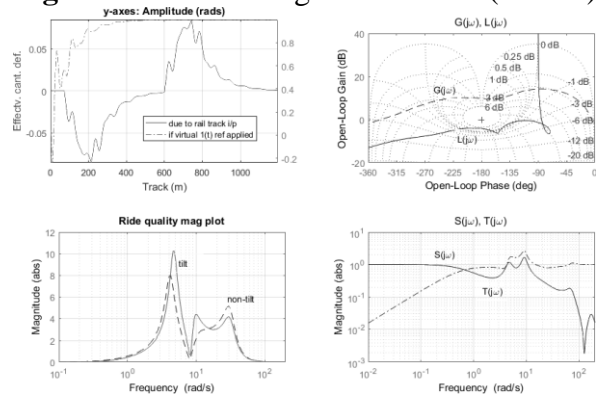 y-axes: Amplitude (rads)
Effectv. cant. def.
0.05
0
-0.05
0.8
0.6
0.4
0.2
0
-0.2
due to rail track i/p
if virtual 1(t) ref applied
0 200 400 600 800 1000
Track (m)
G(jω), L(jω)
Open-Loop Gain (dB)
40
20
0
-20
0 dB
0.25 dB
0.5 dB
1 dB
-1 dB
3 dB
-3 dB
6 dB
-6 dB
-12 dB
-20 dB
G(jω)
L(jω)
-360 -315 -270 -225 -180 -135 -90 -45 0
Open-Loop Phase (deg)
Ride quality mag plot
Magnitude (abs)
12
10
8
6
4
2
0
tilt
non-tilt
10-1 100 101 102
Frequency (rad/s)
S(jω), T(jω)
Magnitude (abs)
101
100
10-1
10-2
10-3
S(jω)
T(jω)
10-2 10-1 100 101 102
Frequency (rad/s)